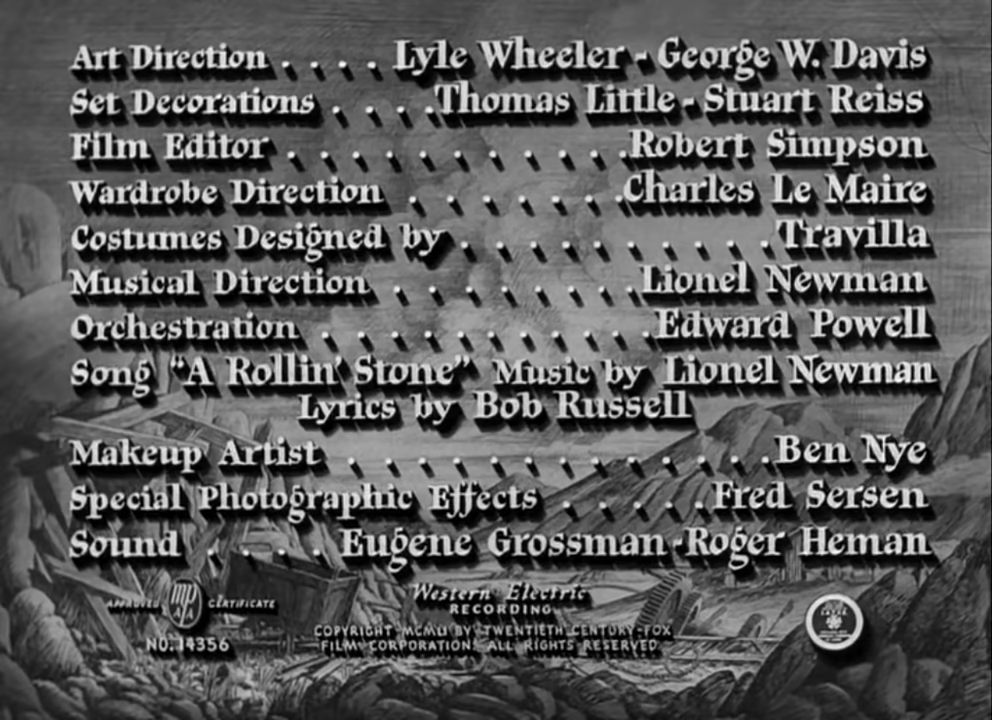 Art Direction . . . . Lyle Wheeler - George W. Davis
Set Decorations . . . . Thomas Little - Stuart Reiss
Film Editor . . . . . . . . . . . Robert Simpson
Wardrobe Direction . . . . . . . Charles Le Maire
Costumes Designed by . . . . . . . . . Travilla
Musical Direction . . . . . . . Lionel Newman
Orchestration . . . . . . . . . . Edward Powell
Song “A Rollin' Stone” Music by Lionel Newman
Lyrics by Bob Russell
Makeup Artist . . . . . . . . . . . . Ben Nye
Special Photographic Effects . . . . . Fred Sersen
Sound . . . . Eugene Grossman - Roger Heman
APPROVED MPAA CERTIFICATE
NO. 14356
Western Electric
RECORDING
COPYRIGHT MCMLI BY TWENTIETH CENTURY-FOX
FILM CORPORATION. ALL RIGHTS RESERVED.